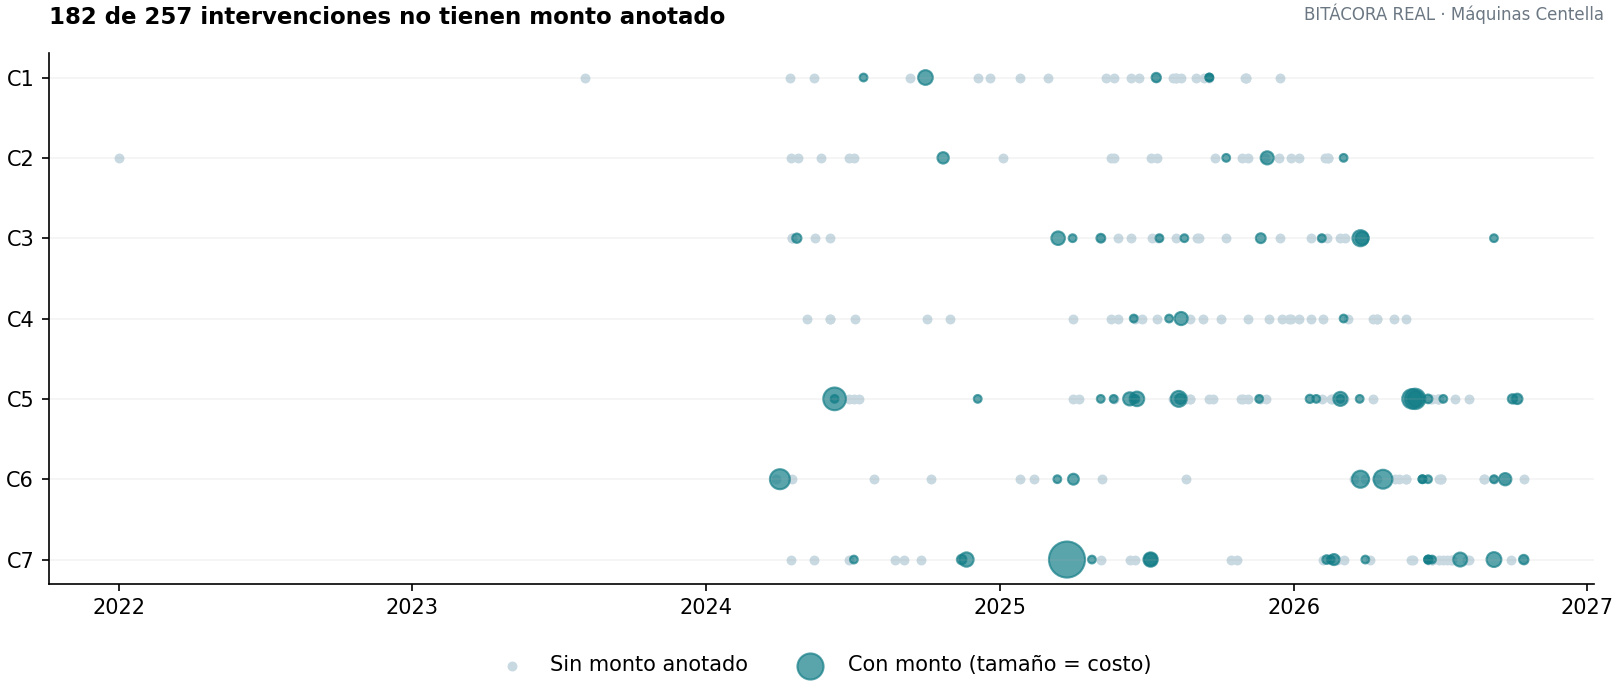 182 de 257 intervenciones no tienen monto anotado
BITÁCORA REAL · Máquinas Centella
C1
C2
C3
C4
C5
C6
C7
2022 2023 2024 2025 2026 2027
Sin monto anotado Con monto (tamaño = costo)